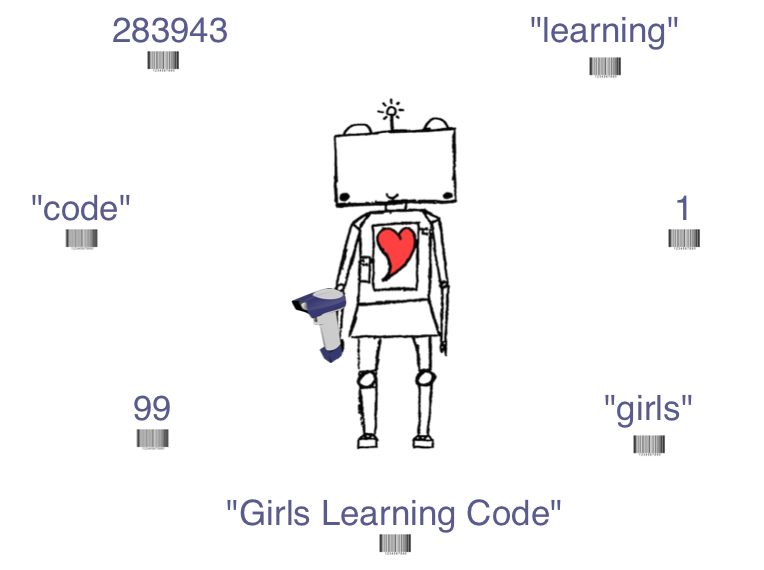 283943
"learning"
"code"
1
99
"girls"
"Girls Learning Code"